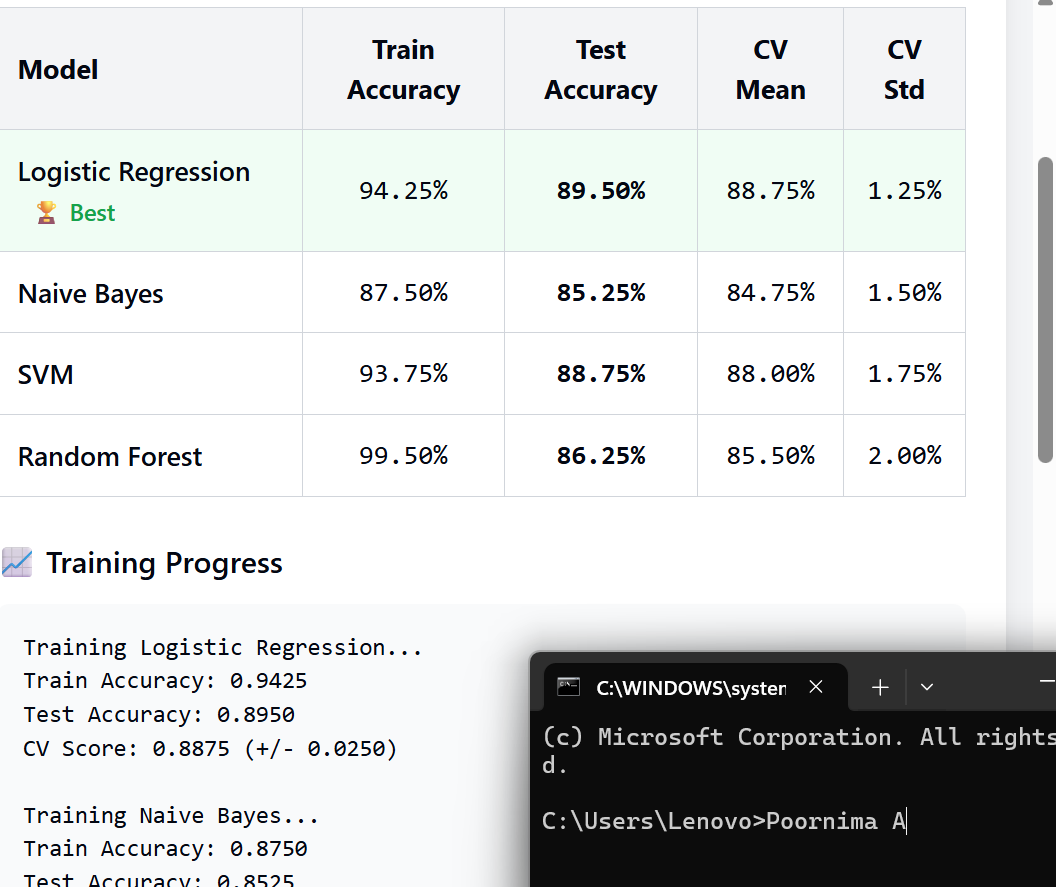 Model Train Accuracy Test Accuracy CV Mean CV Std
Logistic Regression 94.25% 89.50% 88.75% 1.25%
🏆 Best
Naive Bayes 87.50% 85.25% 84.75% 1.50%
SVM 93.75% 88.75% 88.00% 1.75%
Random Forest 99.50% 86.25% 85.50% 2.00%
📈 Training Progress
Training Logistic Regression...
Train Accuracy: 0.9425
Test Accuracy: 0.8950
CV Score: 0.8875 (+/- 0.0250)
Training Naive Bayes...
Train Accuracy: 0.8750
Test Accuracy: 0.8525
C:\WINDOWS\system
(c) Microsoft Corporation. All rights
d.
C:\Users\Lenovo>Poornima A